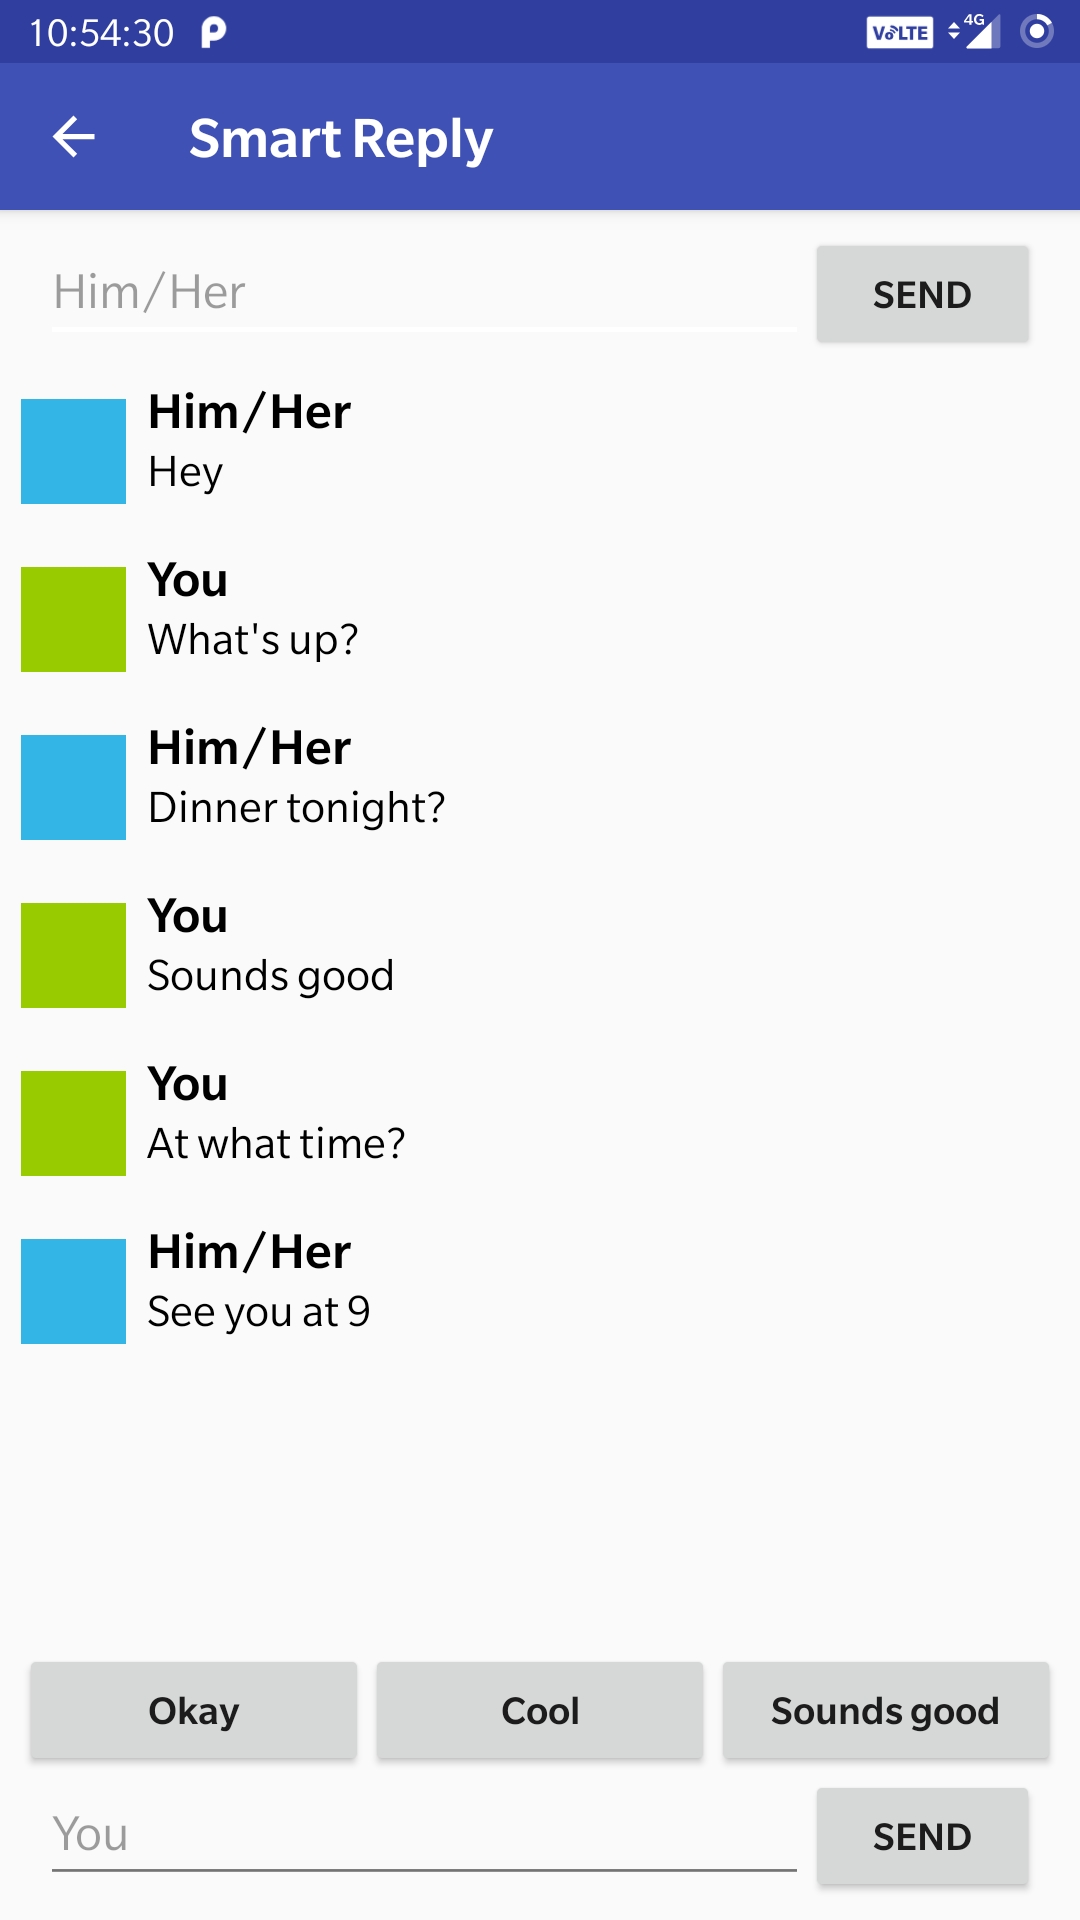 10:54:30
VoLTE 4G
Smart Reply
Him/Her
SEND
Him/Her
Hey
You
What's up?
Him/Her
Dinner tonight?
You
Sounds good
You
At what time?
Him/Her
See you at 9
Okay Cool Sounds good
You
SEND